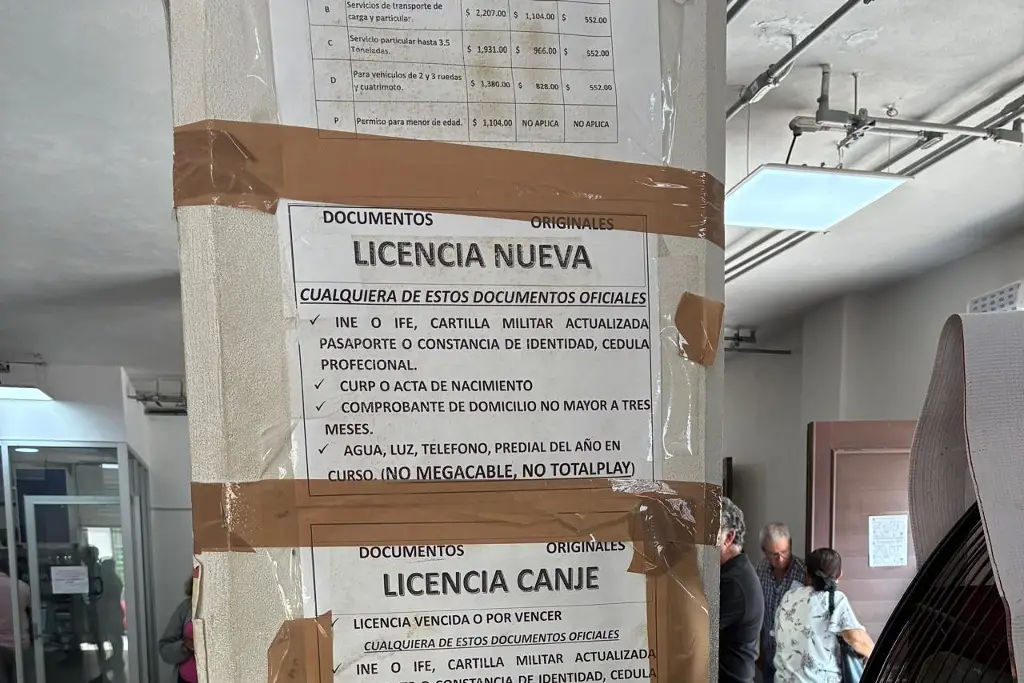 B Servicios de transporte de carga y particular. $ 2,207.00 $ 1,104.00 $ 552.00
C Servicio particular hasta 3.5 Toneladas. $ 1,931.00 $ 966.00 $ 552.00
D Para vehículos de 2 y 3 ruedas y cuatrimoto. $ 1,380.00 $ 828.00 $ 552.00
P Permiso para menor de edad. $ 1,104.00 NO APLICA NO APLICA
DOCUMENTOS ORIGINALES
LICENCIA NUEVA
CUALQUIERA DE ESTOS DOCUMENTOS OFICIALES
✓ INE O IFE, CARTILLA MILITAR ACTUALIZADA
PASAPORTE O CONSTANCIA DE IDENTIDAD, CEDULA
PROFECIONAL.
✓ CURP O ACTA DE NACIMIENTO
✓ COMPROBANTE DE DOMICILIO NO MAYOR A TRES
MESES.
✓ AGUA, LUZ, TELEFONO, PREDIAL DEL AÑO EN
CURSO. (NO MEGACABLE, NO TOTALPLAY)
DOCUMENTOS ORIGINALES
LICENCIA CANJE
✓ LICENCIA VENCIDA O POR VENCER
CUALQUIERA DE ESTOS DOCUMENTOS OFICIALES
✓ INE O IFE, CARTILLA MILITAR ACTUALIZADA
O CONSTANCIA DE IDENTIDAD, CEDULA